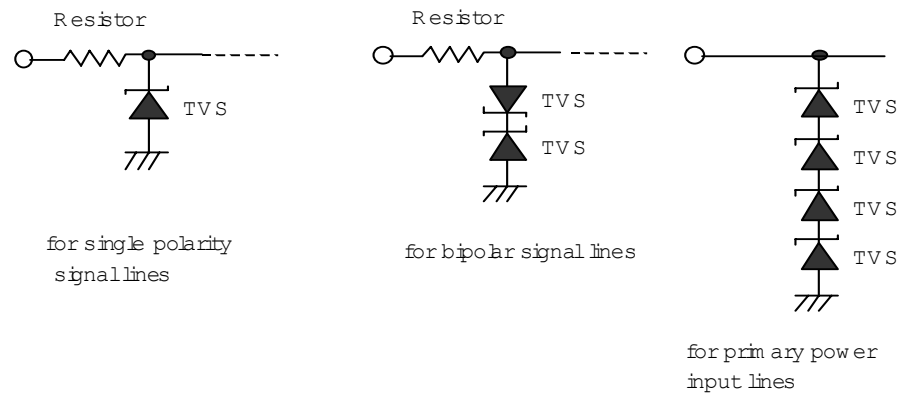 Resistor
TVS
for single polarity
signal lines
Resistor
TVS
TVS
for bipolar signal lines
TVS
TVS
TVS
TVS
for primary power
input lines